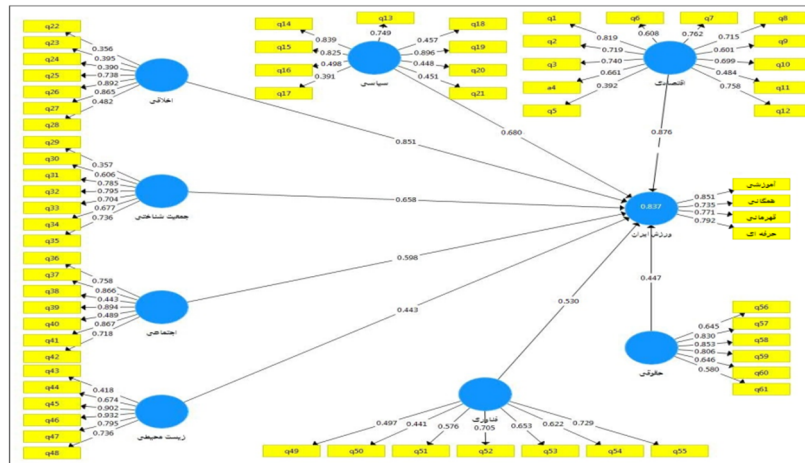 q22
q23
q24
q25
q26
q27
q28
0.356
0.395
0.390
0.738
0.892
0.865
0.482
اخلاقی
q29
q30
q31
q32
q33
q34
q35
0.357
0.606
0.785
0.795
0.704
0.677
0.736
جمعیت شناختی
q36
q37
q38
q39
q40
q41
q42
0.758
0.866
0.443
0.894
0.489
0.867
0.718
اجتماعی
q43
q44
q45
q46
q47
q48
0.418
0.674
0.902
0.932
0.795
0.736
زیست محیطی
q13
q14
q15
q16
q17
q18
q19
q20
q21
0.749
0.839
0.825
0.498
0.391
0.457
0.896
0.448
0.451
سیاسی
q1
q2
q3
a4
q5
q6
q7
q8
q9
q10
q11
q12
0.819
0.719
0.740
0.661
0.392
0.608
0.762
0.715
0.601
0.699
0.484
0.758
اقتصادی
0.851
0.680
0.876
0.658
0.598
0.443
0.530
0.447
0.837
ورزش ایران
0.851
0.735
0.771
0.792
آموزشی
همگانی
قهرمانی
حرفه ای
حقوقی
0.645
0.830
0.853
0.806
0.646
0.580
q56
q57
q58
q59
q60
q61
فناوری
0.497
0.441
0.576
0.705
0.653
0.622
0.729
q49
q50
q51
q52
q53
q54
q55